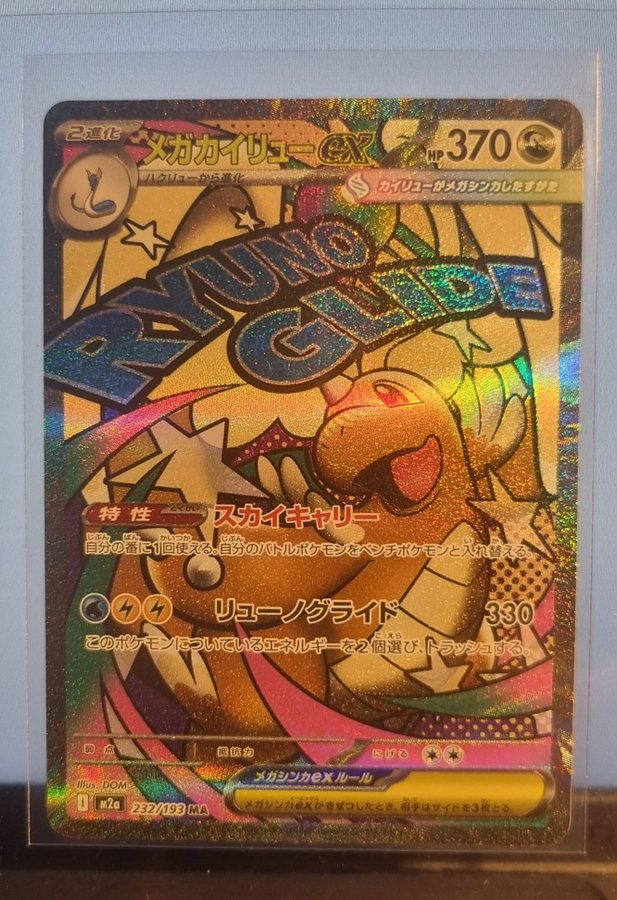 2進化
メガカイリューex
HP370
ハクリューから進化
カイリューがメガシンカしたすがた
RYUNO
GLIDE
特性
とくせい
スカイキャリー
自分の番に1回使える。自分のバトルポケモンをベンチポケモンと入れ替える。
リューノグライド 330
このポケモンについているエネルギーを2個選び、トラッシュする。
弱点 抵抗力 にげる
メガシンカexルール
メガシンカexがきぜつしたとき、相手はサイドを3枚とる。
Illus. DOM
I M2a 232/193 MA